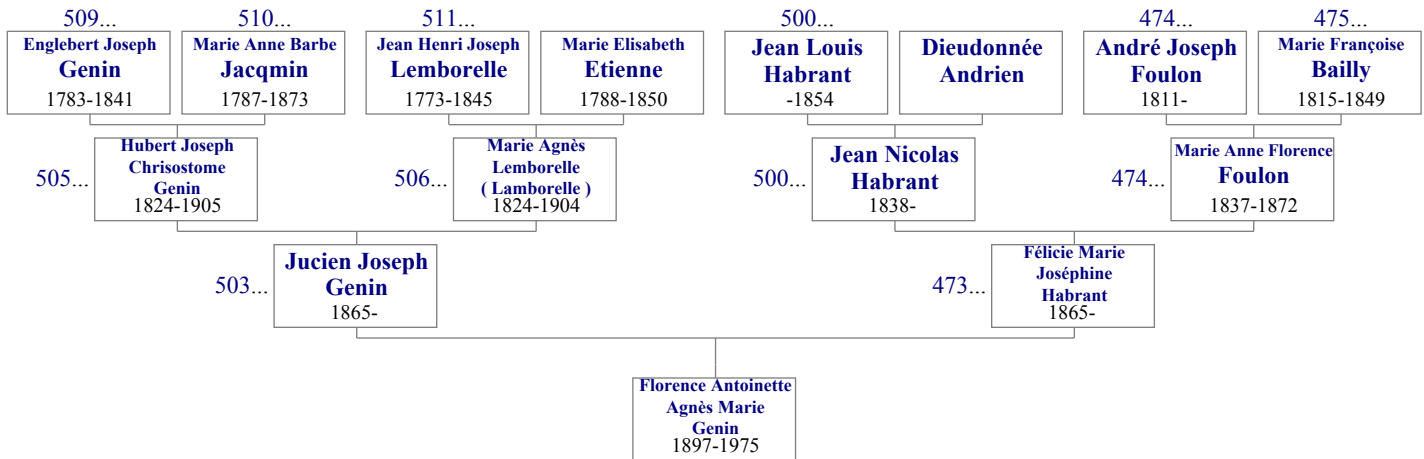 509...
510...
511...
500...
474...
475...
Englebert Joseph
Genin
1783-1841
Marie Anne Barbe
Jacqmin
1787-1873
Jean Henri Joseph
Lemborelle
1773-1845
Marie Elisabeth
Etienne
1788-1850
Jean Louis
Habrant
-1854
Dieudonnée
Andrien
André Joseph
Foulon
1811-
Marie Françoise
Bailly
1815-1849
505...
Hubert Joseph
Chrisostome
Genin
1824-1905
506...
Marie Agnès
Lemborelle
( Lamborelle )
1824-1904
500...
Jean Nicolas
Habrant
1838-
474...
Marie Anne Florence
Foulon
1837-1872
503...
Jucien Joseph
Genin
1865-
473...
Félicie Marie
Joséphine
Habrant
1865-
Florence Antoinette
Agnès Marie
Genin
1897-1975